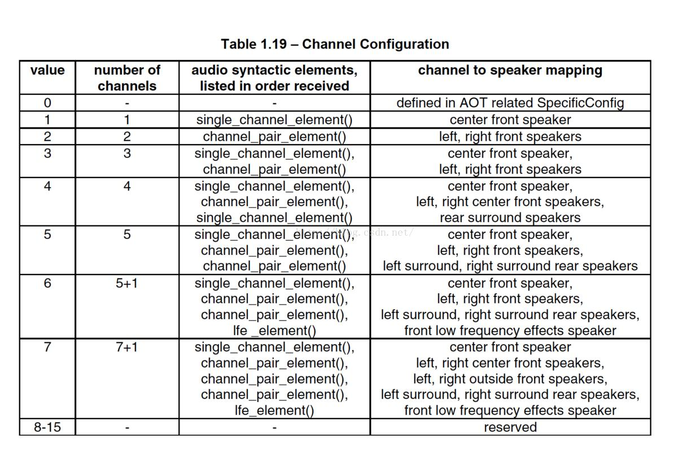 Table 1.19 – Channel Configuration
value number of channels audio syntactic elements, listed in order received channel to speaker mapping
0 - - defined in AOT related SpecificConfig
1 1 single_channel_element() center front speaker
2 2 channel_pair_element() left, right front speakers
3 3 single_channel_element(), center front speaker,
channel_pair_element() left, right front speakers
4 4 single_channel_element(), center front speaker,
channel_pair_element(), left, right center front speakers,
single_channel_element() rear surround speakers
5 5 single_channel_element(), center front speaker,
channel_pair_element(), left, right front speakers,
channel_pair_element() left surround, right surround rear speakers
6 5+1 single_channel_element(), center front speaker,
channel_pair_element(), left, right front speakers,
channel_pair_element(), left surround, right surround rear speakers,
lfe _element() front low frequency effects speaker
7 7+1 single_channel_element(), center front speaker
channel_pair_element(), left, right center front speakers,
channel_pair_element(), left, right outside front speakers,
channel_pair_element(), left surround, right surround rear speakers,
lfe_element() front low frequency effects speaker
8-15 - - reserved